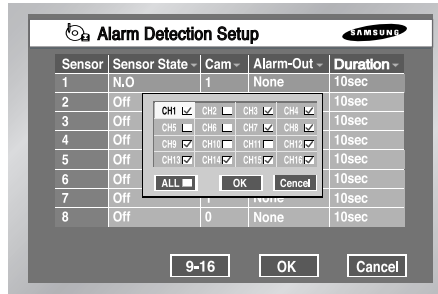 Alarm Detection Setup
SAMSUNG
Sensor Sensor State Cam Alarm-Out Duration
1 N.O 1 None 10sec
2 Off 10sec
3 Off 10sec
4 Off 10sec
5 Off 10sec
6 Off 10sec
7 Off 1 None 10sec
8 Off 0 None 10sec
CH1 CH2 CH3 CH4
CH5 CH6 CH7 CH8
CH9 CH10 CH11 CH12
CH13 CH14 CH15 CH16
ALL OK Cencel
9-16 OK Cancel